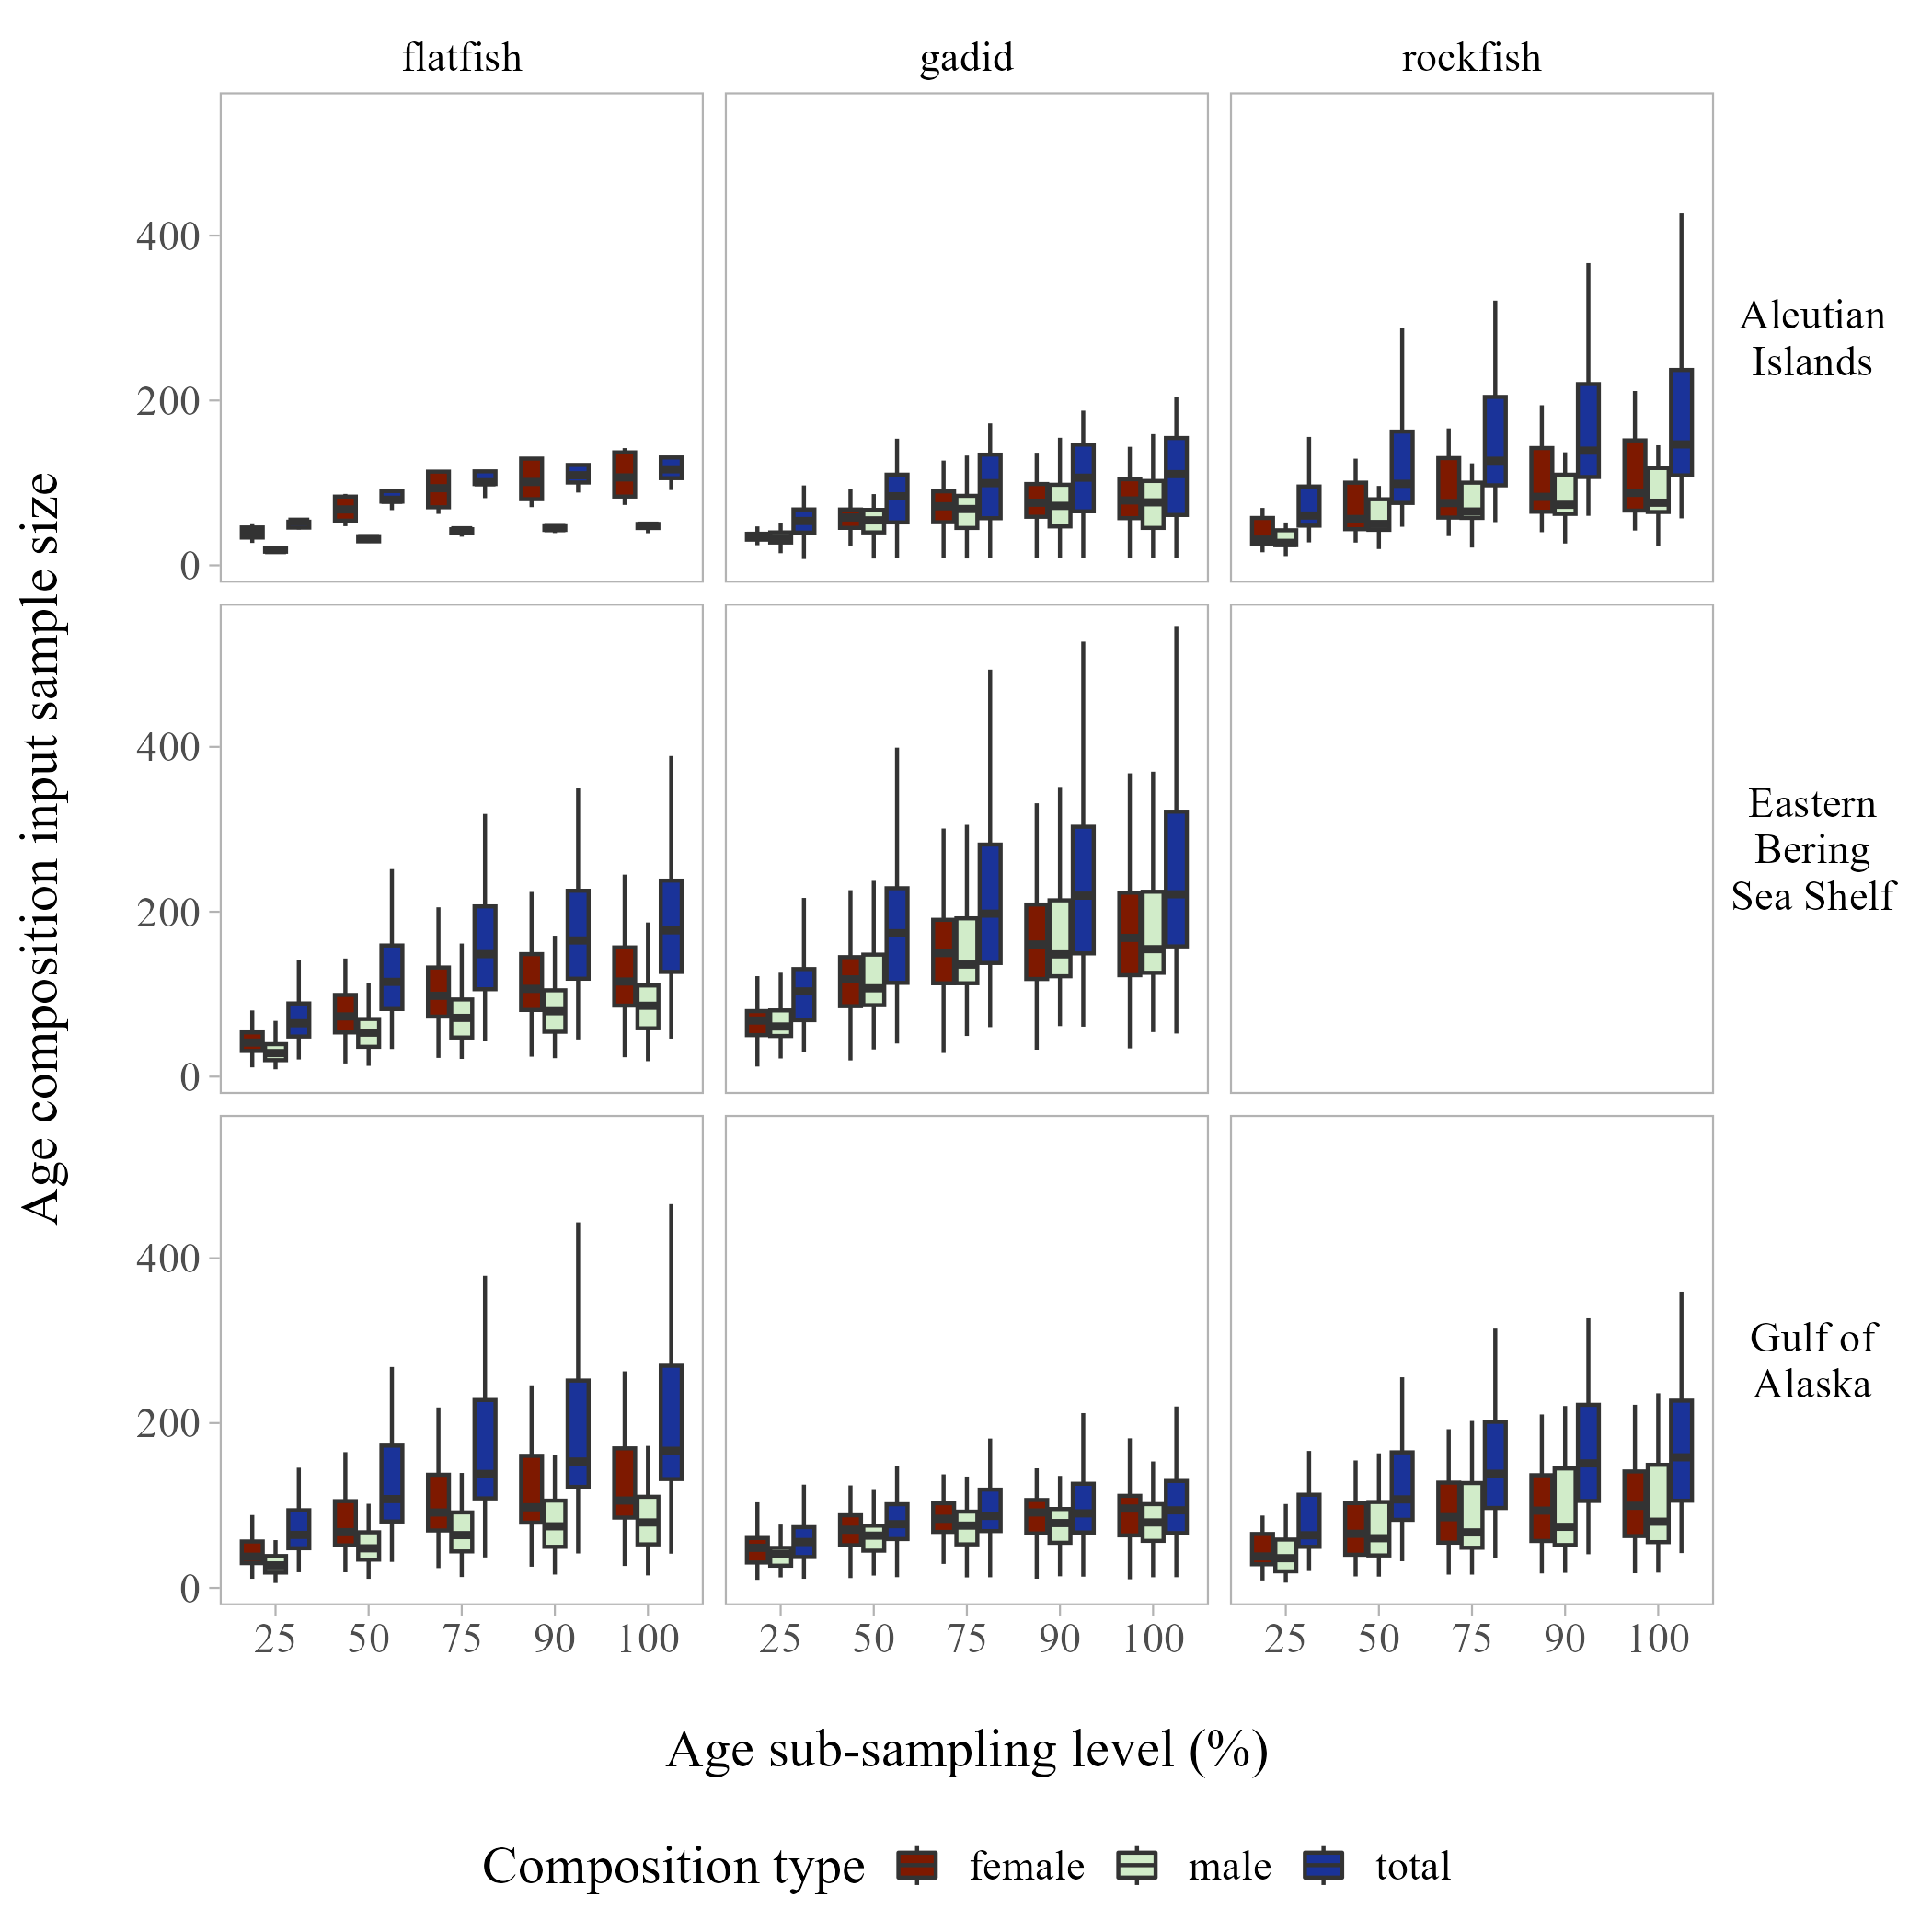 flatfish gadid rockfish
Age composition input sample size
400
200
0
Aleutian
Islands
400
200
0
Eastern
Bering
Sea Shelf
400
200
0
Gulf of
Alaska
25 50 75 90 100 25 50 75 90 100 25 50 75 90 100
Age sub-sampling level (%)
Composition type female male total